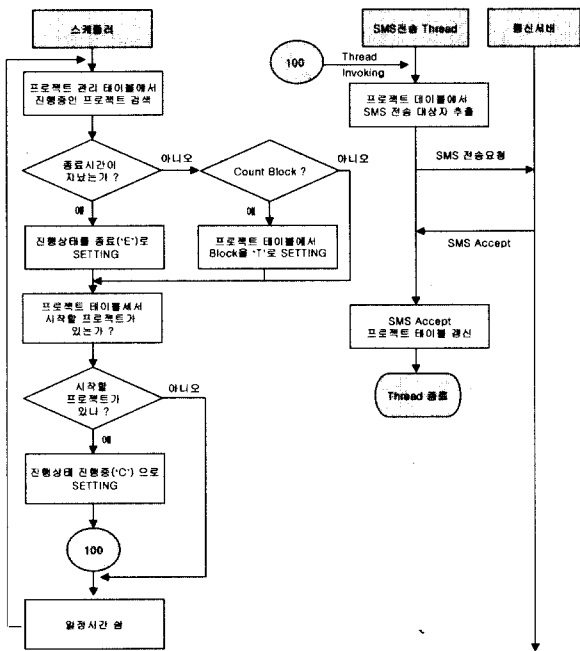 스케쥴러
프로젝트 관리 테이블에서
진행중인 프로젝트 검색
종료시간이
지났는가 ?
아니오
예
Count Block ?
아니오
예
진행상태를 종료('E')로
SETTING
프로젝트 테이블에서
Block을 'T'로 SETTING
프로젝트 테이블세서
시작할 프로젝트가
있는가 ?
시작할
프로젝트가
있나 ?
아니오
예
진행상태 진행중('C') 으로
SETTING
100
일정시간 쉼
SMS전송 Thread
100
Thread
Invoking
프로젝트 테이블에서
SMS 전송 대상자 추출
SMS 전송요청
SMS Accept
SMS Accept
프로젝트 테이블 갱신
Thread 종료
통신서버